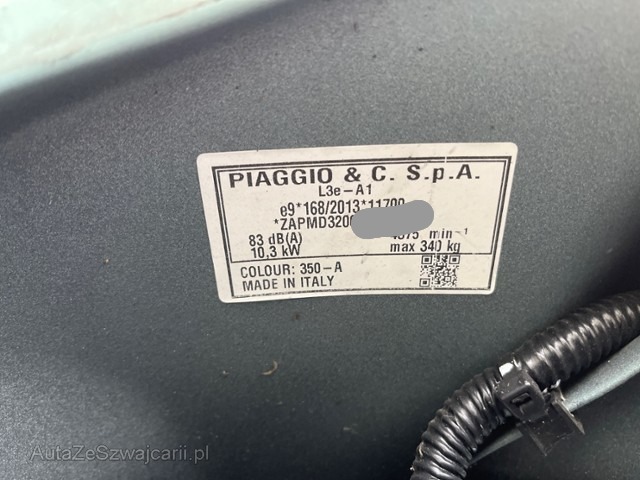 PIAGGIO & C. S.p.A.
L3e-A1
e9*168/2013*11700
*ZAPMD320
83 dB(A) 4375 min⁻¹
10,3 kW max 340 kg
COLOUR: 350-A
MADE IN ITALY
AutaZeSzwajcarii.pl